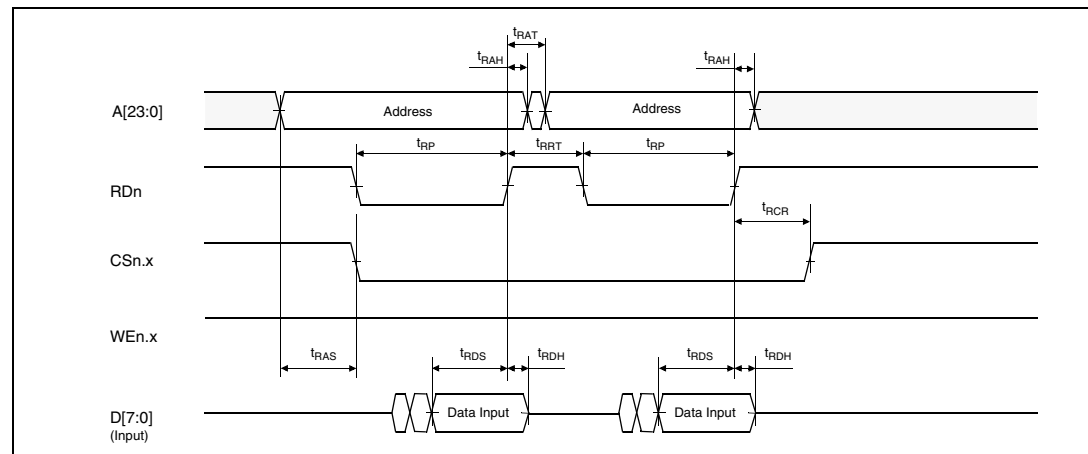 tRAT
tRAH
tRAH
A[23:0]
Address
Address
tRP
tRRT
tRP
RDn
tRCR
CSn.x
WEn.x
tRAS
tRDS
tRDH
tRDS
tRDH
D[7:0]
Data Input
Data Input
(Input)